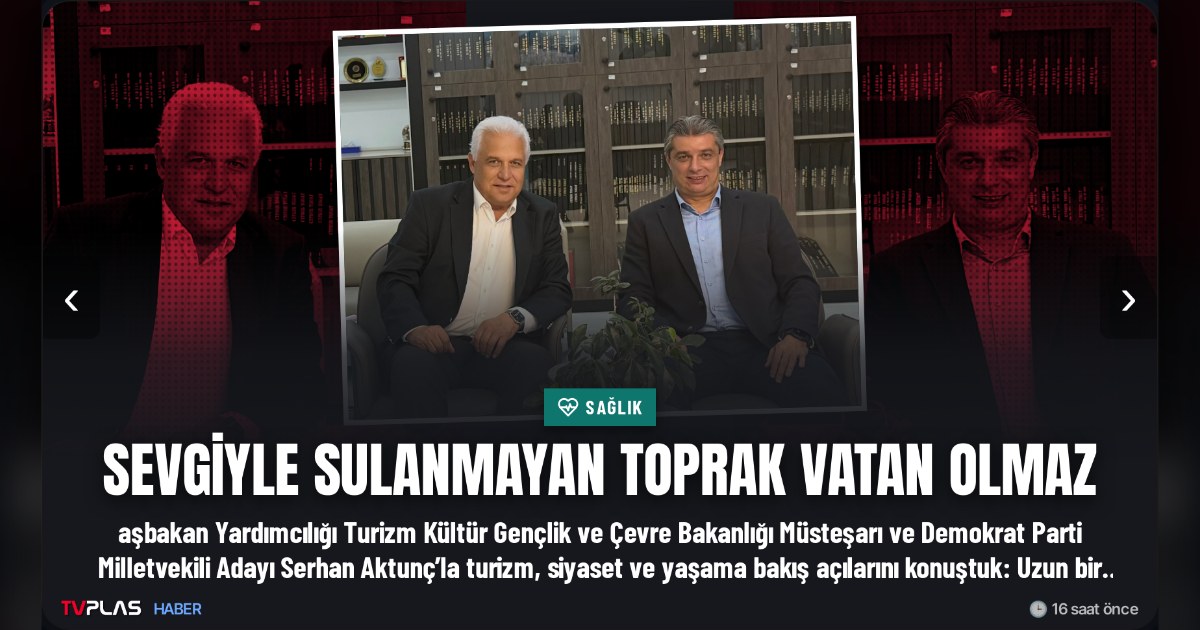 SAĞLIK
SEVGİYLE SULANMAYAN TOPRAK VATAN OLMAZ
aşbakan Yardımcılığı Turizm Kültür Gençlik ve Çevre Bakanlığı Müsteşarı ve Demokrat Parti
Milletvekili Adayı Serhan Aktunç’la turizm, siyaset ve yaşama bakış açılarını konuştuk: Uzun bir..
TVPLAS HABER
16 saat önce